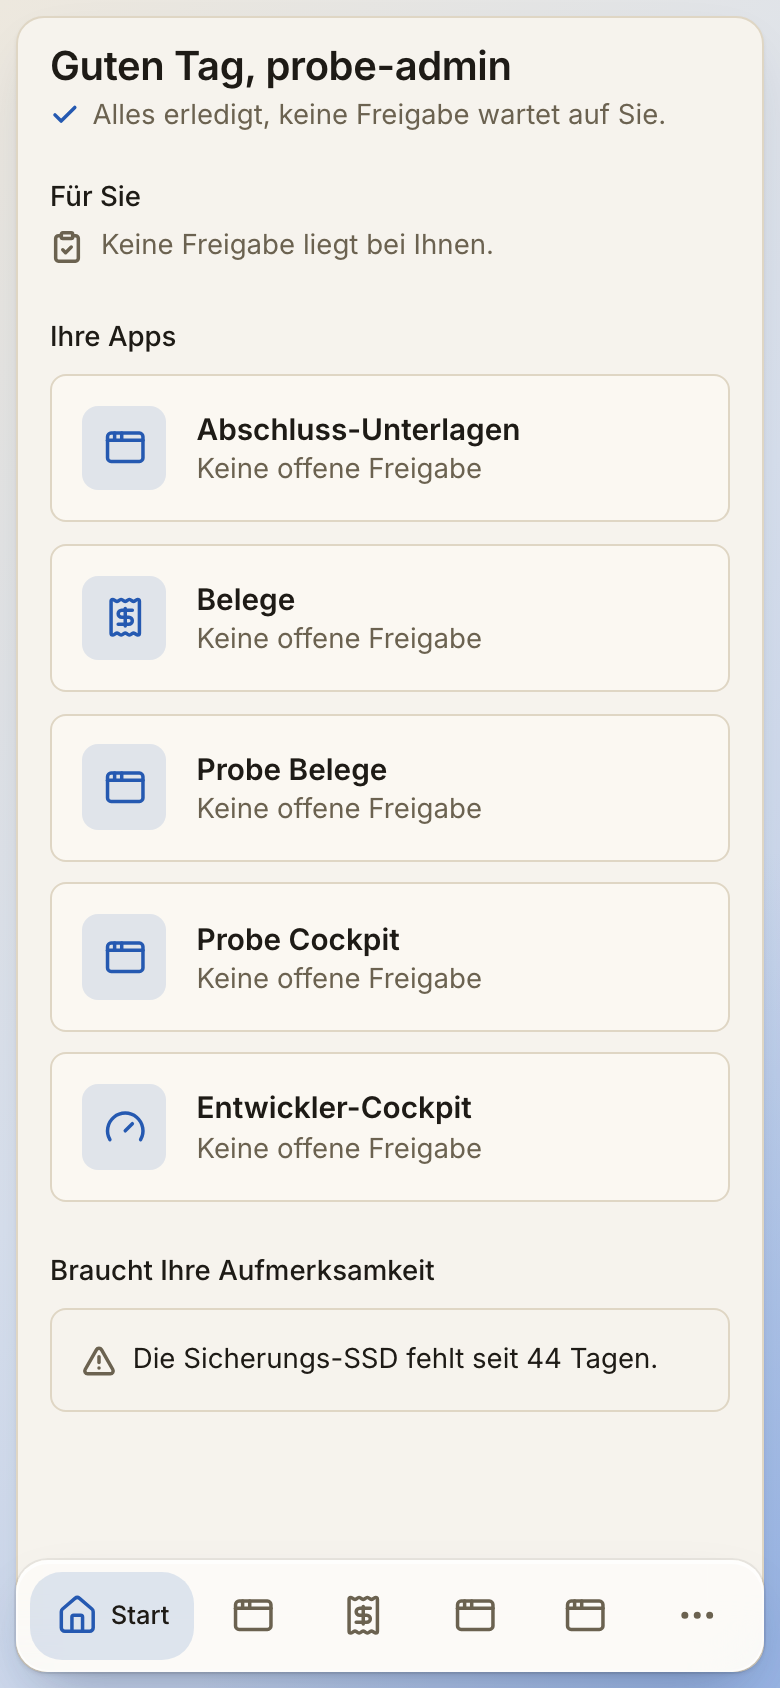 Guten Tag, probe-admin
Alles erledigt, keine Freigabe wartet auf Sie.
Für Sie
Keine Freigabe liegt bei Ihnen.
Ihre Apps
Abschluss-Unterlagen
Keine offene Freigabe
Belege
Keine offene Freigabe
Probe Belege
Keine offene Freigabe
Probe Cockpit
Keine offene Freigabe
Entwickler-Cockpit
Keine offene Freigabe
Braucht Ihre Aufmerksamkeit
Die Sicherungs-SSD fehlt seit 44 Tagen.
Start